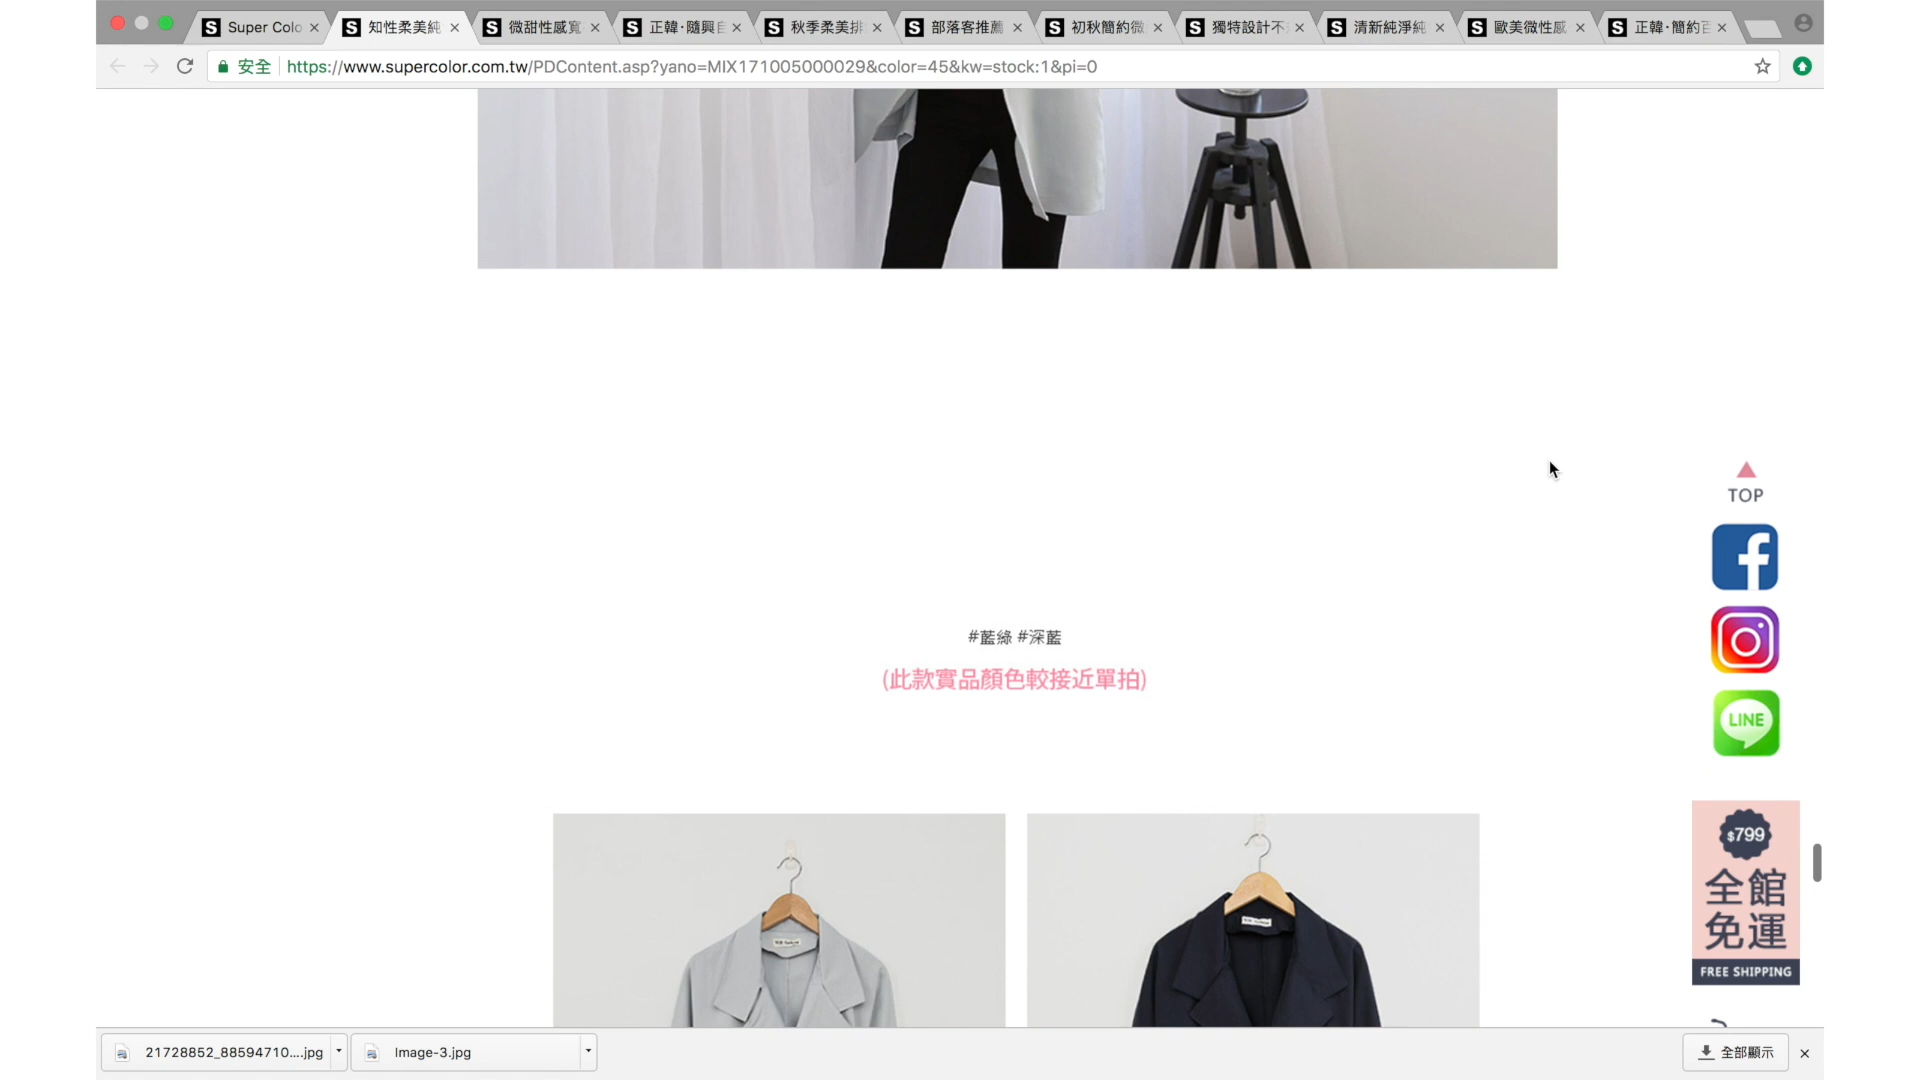 Super Colo
知性柔美純
微甜性感寬
正韓·隨興自
秋季柔美排
部落客推薦
初秋簡約微
獨特設計不
清新純淨純
歐美微性感
正韓·簡約百
安全
https://www.supercolor.com.tw/PDContent.asp?yano=MIX171005000029&color=45&kw=stock:1&pi=0
TOP
LINE
#藍綠 #深藍
(此款實品顏色較接近單拍)
$799
全館
免運
FREE SHIPPING
21728852_88594710....jpg
Image-3.jpg
全部顯示